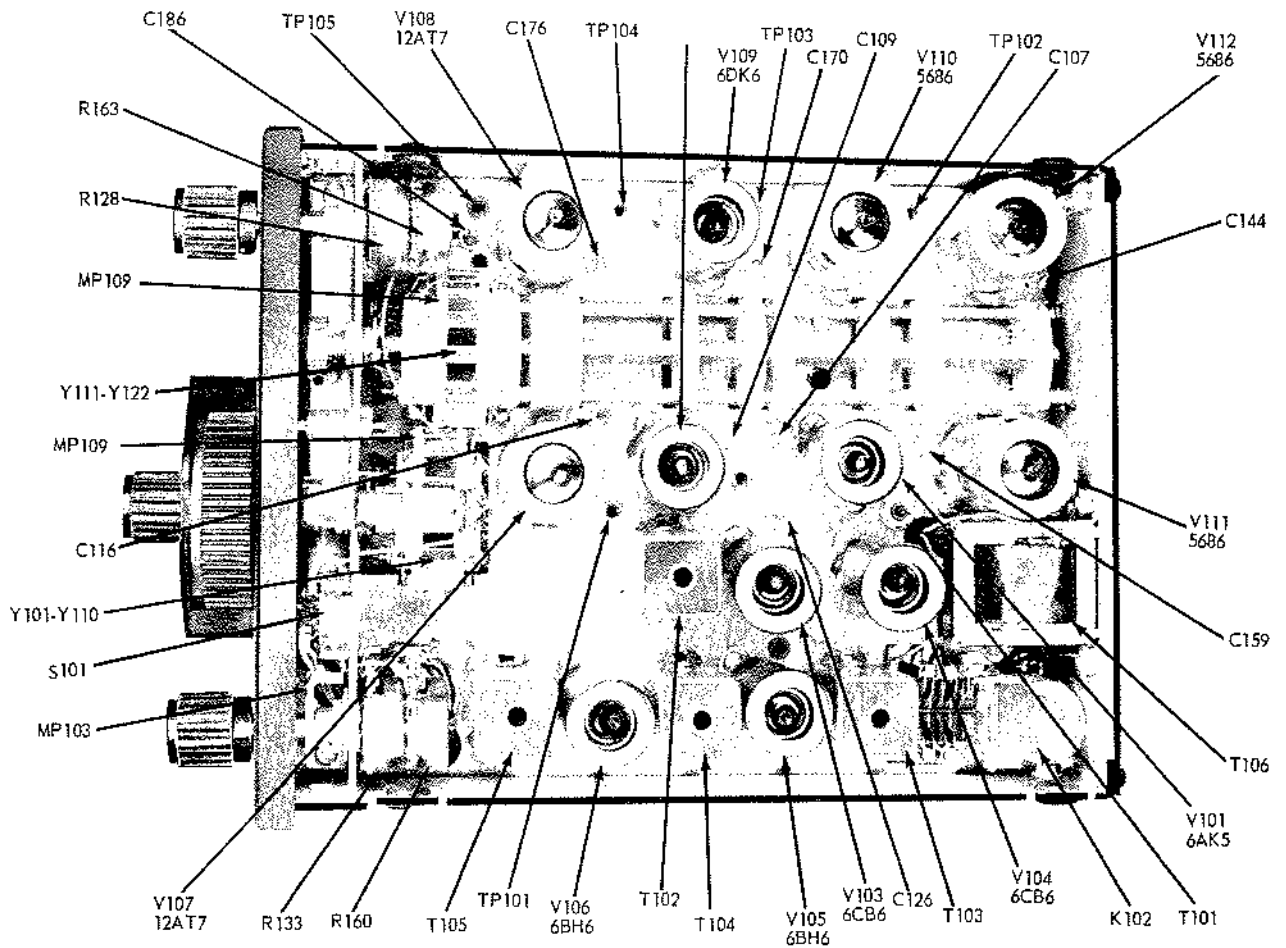 C186
TP105
V108
12AT7
C176
TP104
V109
6DK6
TP103
C170
C109
V110
5686
TP102
C107
V112
5686
R163
R128
MP109
Y111-Y122
MP109
C116
Y101-Y110
S101
MP103
C144
V111
5686
C159
T106
V101
6AK5
V107
12AT7
R133
R160
T105
TP101
V106
6BH6
T102
T104
V105
6BH6
V103
6CB6
C126
T103
V104
6CB6
K102
T101